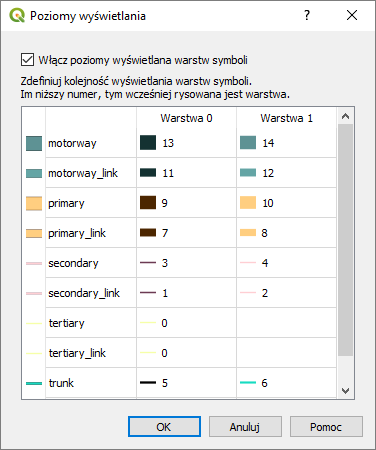 Poziomy wyświetlania
Włącz poziomy wyświetlana warstw symboli
Zdefiniuj kolejność wyświetlania warstw symboli.
Im niższy numer, tym wcześniej rysowana jest warstwa.
Warstwa 0 Warstwa 1
motorway 13 14
motorway_link 11 12
primary 9 10
primary_link 7 8
secondary 3 4
secondary_link 1 2
tertiary 0
tertiary_link 0
trunk 5 6
OK Anuluj Pomoc